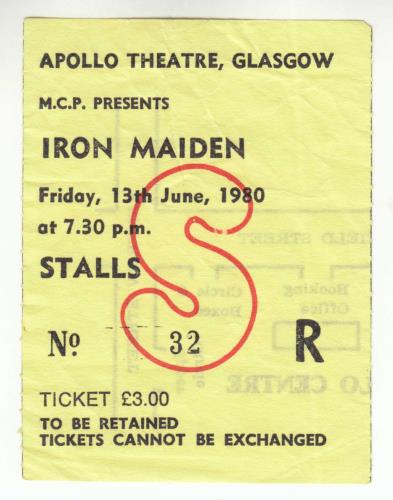 APOLLO THEATRE, GLASGOW
M.C.P. PRESENTS
IRON MAIDEN
Friday, 13th June, 1980
at 7.30 p.m.
STALLS
S
No 32 R
TICKET £3.00
TO BE RETAINED
TICKETS CANNOT BE EXCHANGED